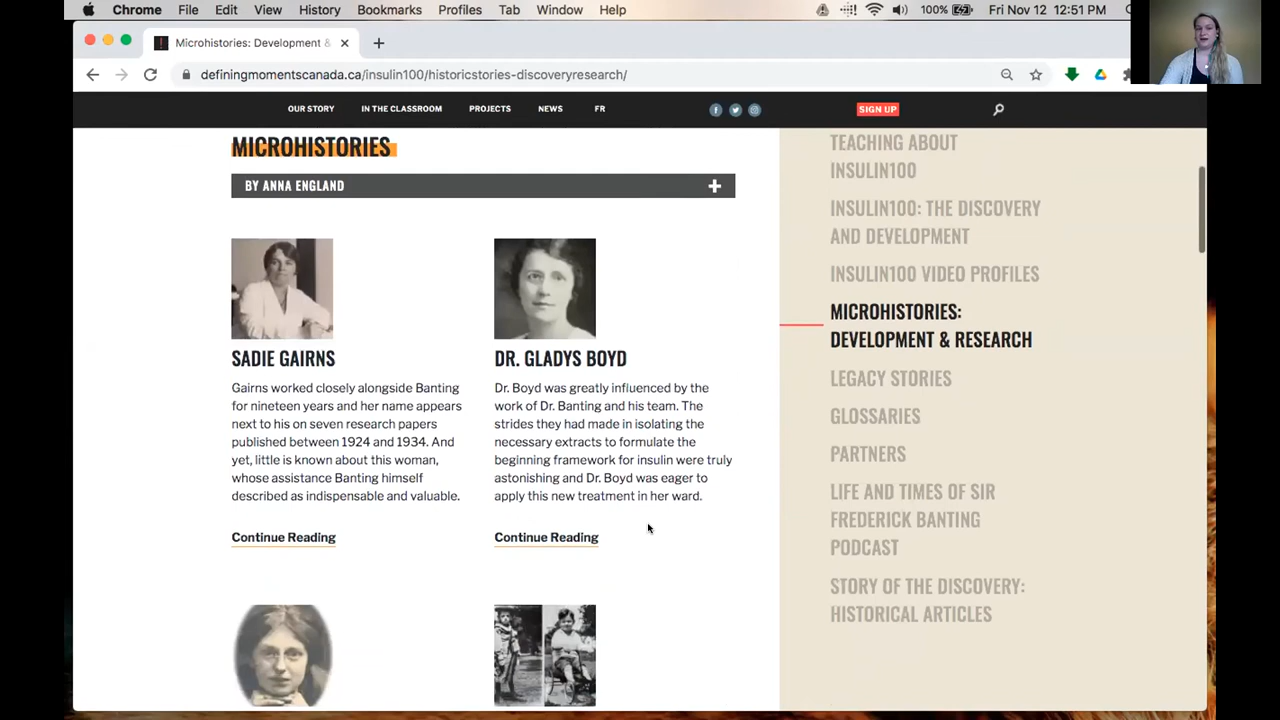 Chrome File Edit View History Bookmarks Profiles Tab Window Help 100% Fri Nov 12 12:51 PM
Microhistories: Development &
definingmomentscanada.ca/insulin100/historicstories-discoveryresearch/
OUR STORY IN THE CLASSROOM PROJECTS NEWS FR SIGN UP
MICROHISTORIES
BY ANNA ENGLAND
SADIE GAIRNS
Gairns worked closely alongside Banting
for nineteen years and her name appears
next to his on seven research papers
published between 1924 and 1934. And
yet, little is known about this woman,
whose assistance Banting himself
described as indispensable and valuable.
Continue Reading
DR. GLADYS BOYD
Dr. Boyd was greatly influenced by the
work of Dr. Banting and his team. The
strides they had made in isolating the
necessary extracts to formulate the
beginning framework for insulin were truly
astonishing and Dr. Boyd was eager to
apply this new treatment in her ward.
Continue Reading
TEACHING ABOUT
INSULIN100
INSULIN100: THE DISCOVERY
AND DEVELOPMENT
INSULIN100 VIDEO PROFILES
MICROHISTORIES:
DEVELOPMENT & RESEARCH
LEGACY STORIES
GLOSSARIES
PARTNERS
LIFE AND TIMES OF SIR
FREDERICK BANTING
PODCAST
STORY OF THE DISCOVERY:
HISTORICAL ARTICLES